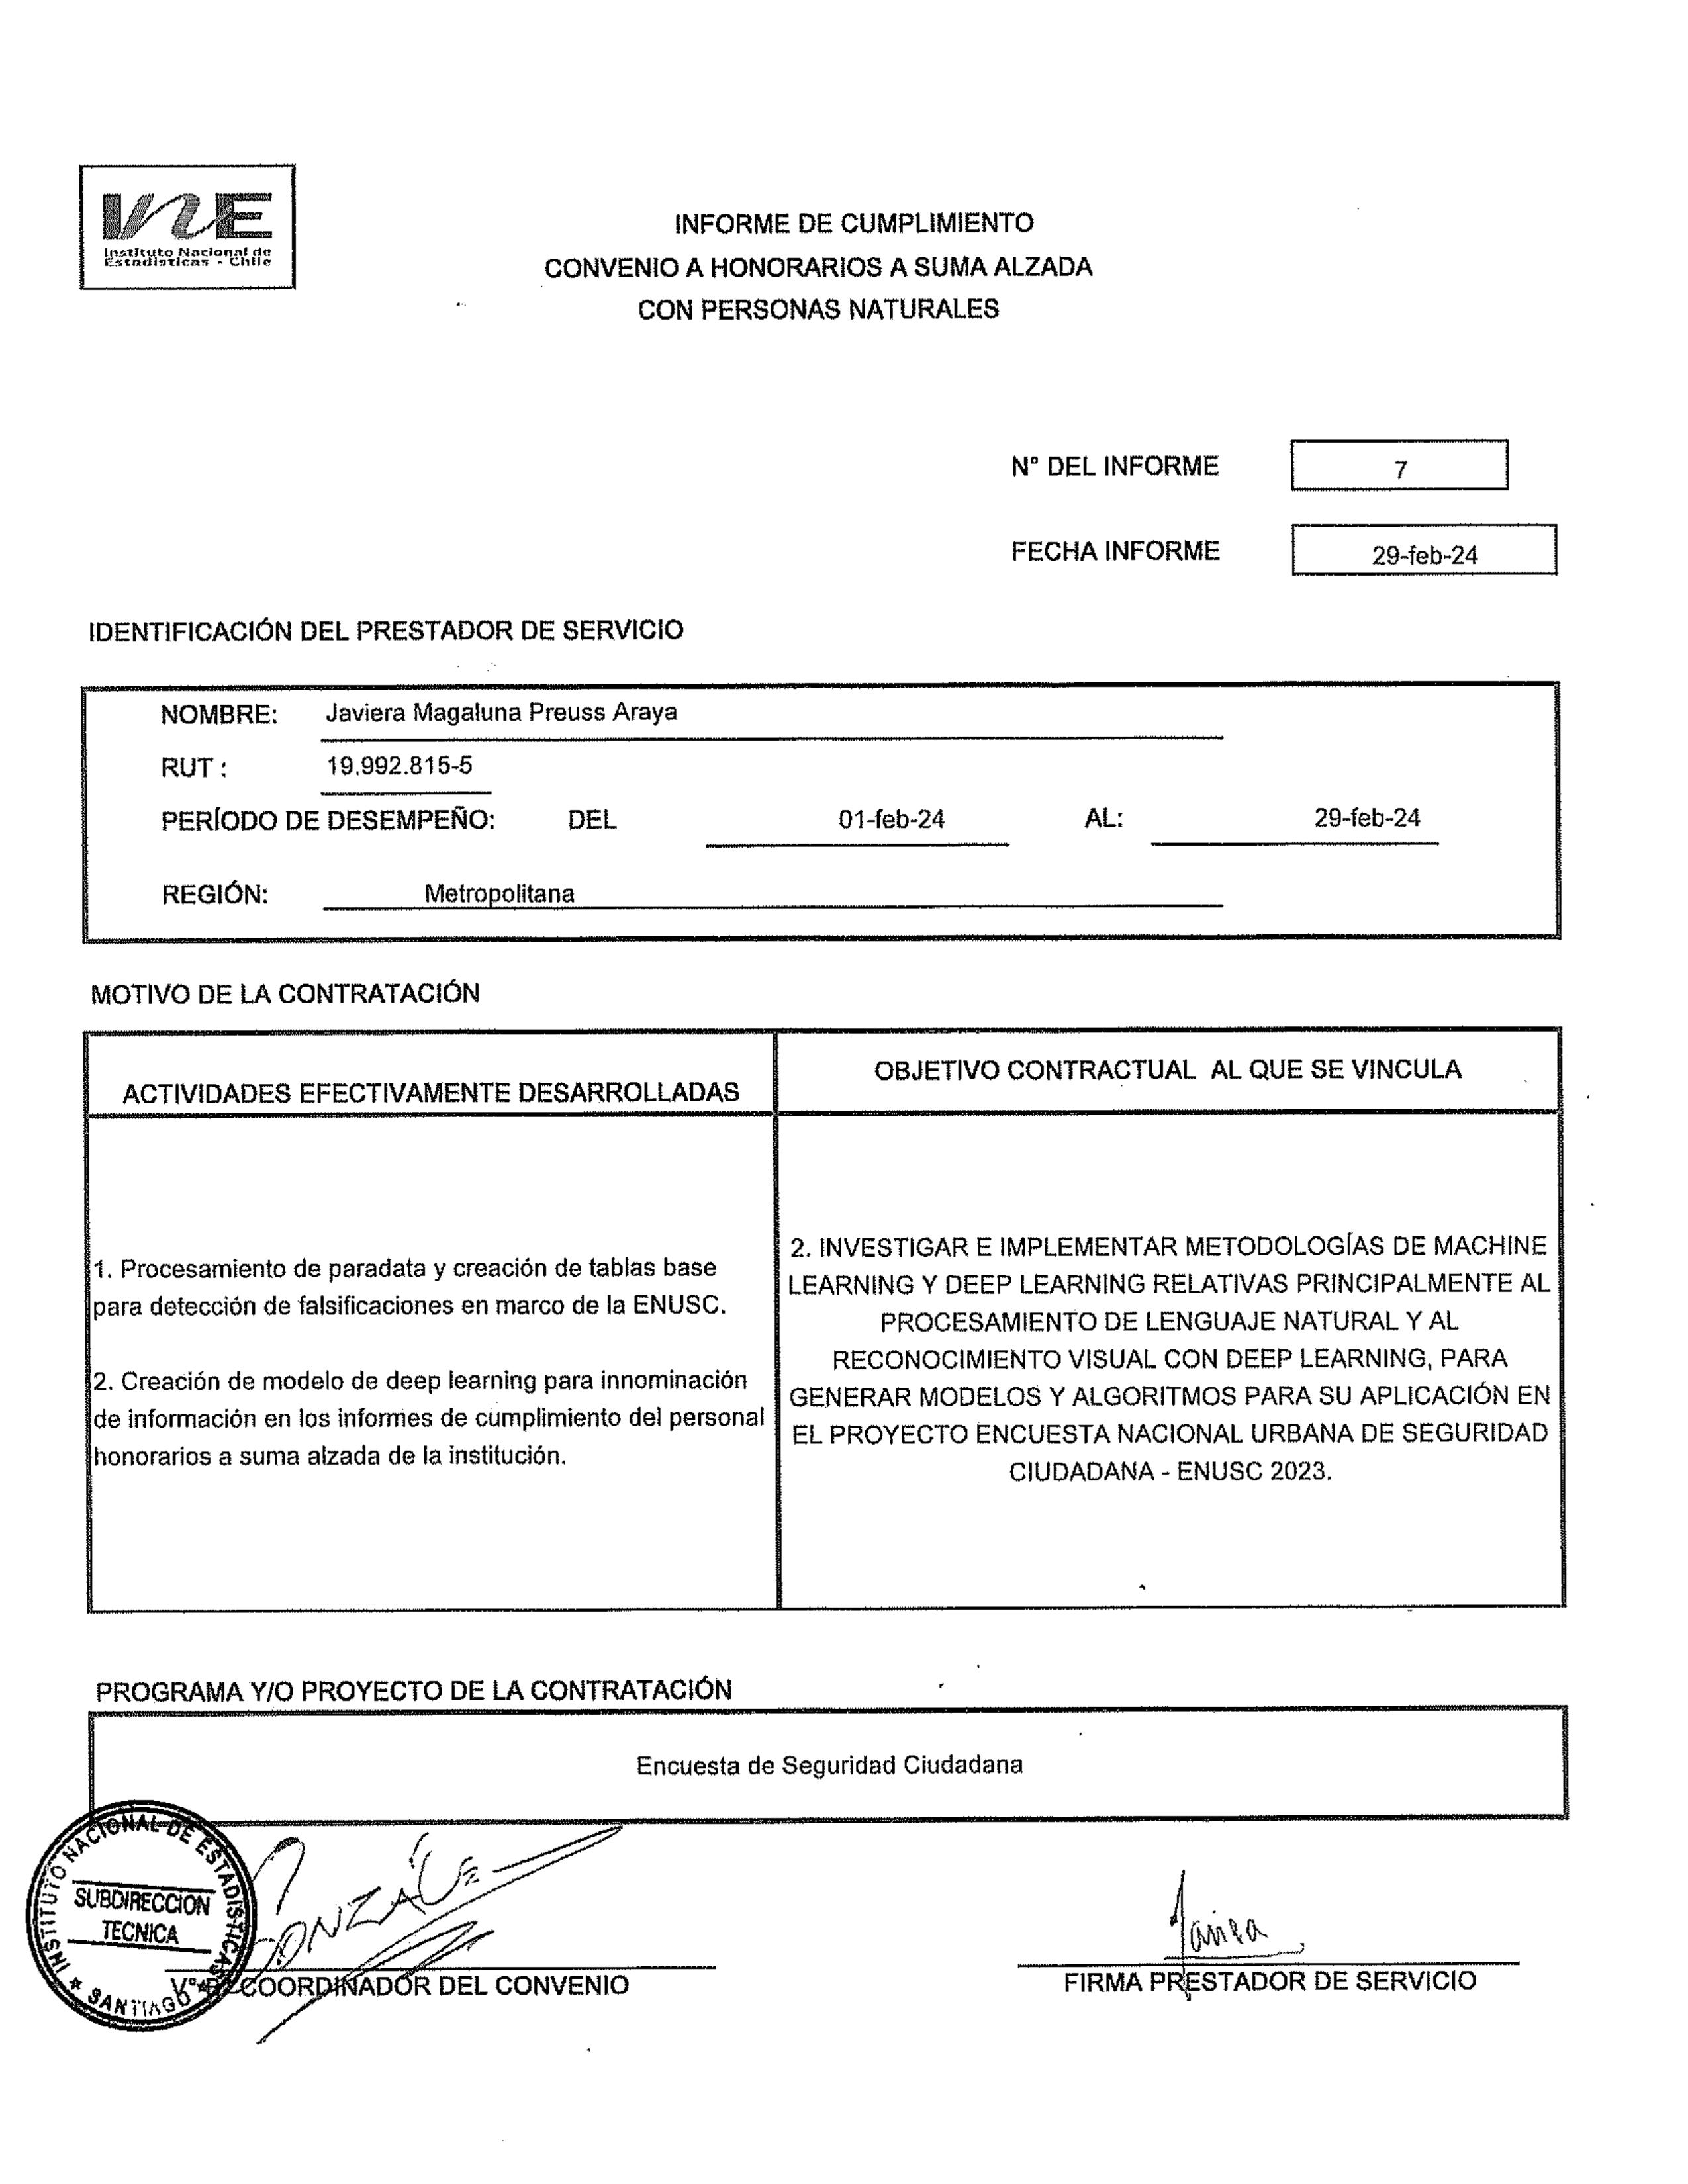 INE
Instituto Nacional de
Estadísticas - Chile
INFORME DE CUMPLIMIENTO
CONVENIO A HONORARIOS A SUMA ALZADA
CON PERSONAS NATURALES
N° DEL INFORME 7
FECHA INFORME 29-feb-24
IDENTIFICACIÓN DEL PRESTADOR DE SERVICIO
NOMBRE: Javiera Magaluna Preuss Araya
RUT : 19.992.815-5
PERÍODO DE DESEMPEÑO: DEL 01-feb-24 AL: 29-feb-24
REGIÓN: Metropolitana
MOTIVO DE LA CONTRATACIÓN
ACTIVIDADES EFECTIVAMENTE DESARROLLADAS
OBJETIVO CONTRACTUAL AL QUE SE VINCULA
1. Procesamiento de paradata y creación de tablas base
para detección de falsificaciones en marco de la ENUSC.
2. Creación de modelo de deep learning para innominación
de información en los informes de cumplimiento del personal
honorarios a suma alzada de la institución.
2. INVESTIGAR E IMPLEMENTAR METODOLOGÍAS DE MACHINE
LEARNING Y DEEP LEARNING RELATIVAS PRINCIPALMENTE AL
PROCESAMIENTO DE LENGUAJE NATURAL Y AL
RECONOCIMIENTO VISUAL CON DEEP LEARNING, PARA
GENERAR MODELOS Y ALGORITMOS PARA SU APLICACIÓN EN
EL PROYECTO ENCUESTA NACIONAL URBANA DE SEGURIDAD
CIUDADANA - ENUSC 2023.
PROGRAMA Y/O PROYECTO DE LA CONTRATACIÓN
Encuesta de Seguridad Ciudadana
INSTITUTO NACIONAL DE ESTADISTICAS
SUBDIRECCION
TECNICA
SANTIAGO
COORDINADOR DEL CONVENIO
FIRMA PRESTADOR DE SERVICIO